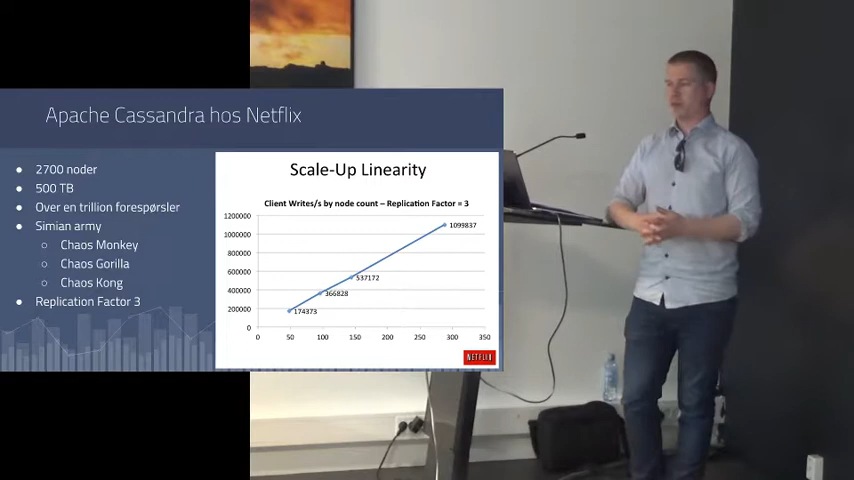 Apache Cassandra hos Netflix
2700 noder
500 TB
Over en trillion forespørsler
Simian army
Chaos Monkey
Chaos Gorilla
Chaos Kong
Replication Factor 3
Scale-Up Linearity
Client Writes/s by node count – Replication Factor = 3
1200000
1000000
800000
600000
400000
200000
0
1099837
537172
366828
174373
0 50 100 150 200 250 300 350
NETFLIX